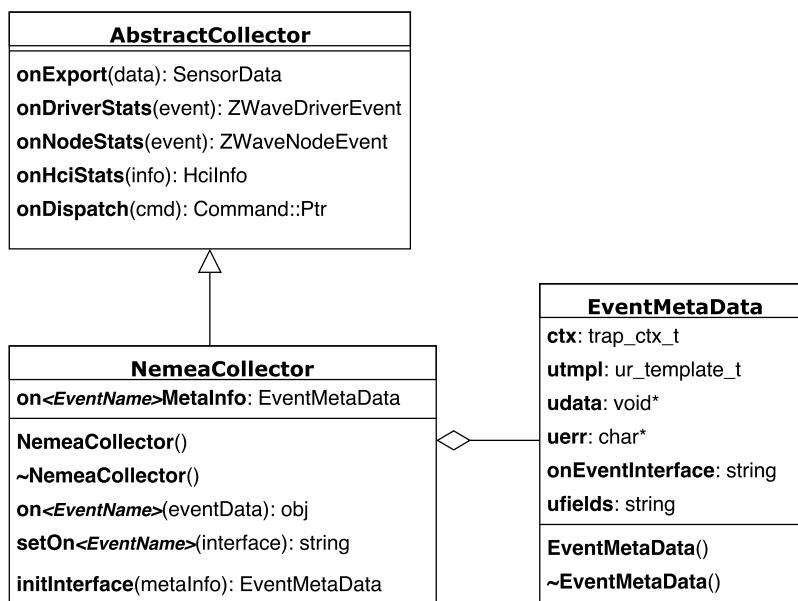 AbstractCollector
onExport(data): SensorData
onDriverStats(event): ZWaveDriverEvent
onNodeStats(event): ZWaveNodeEvent
onHciStats(info): HciInfo
onDispatch(cmd): Command::Ptr
NemeaCollector
on<EventName>MetaInfo: EventMetaData
NemeaCollector()
~NemeaCollector()
on<EventName>(eventData): obj
setOn<EventName>(interface): string
initInterface(metaInfo): EventMetaData
EventMetaData
ctx: trap_ctx_t
utmpl: ur_template_t
udata: void*
uerr: char*
onEventInterface: string
ufields: string
EventMetaData()
~EventMetaData()